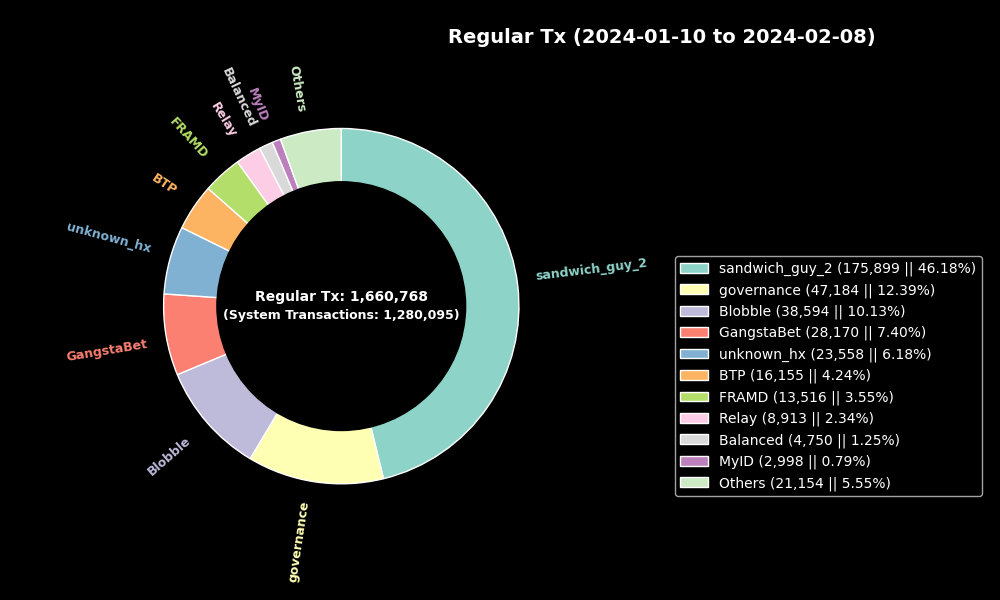 Regular Tx (2024-01-10 to 2024-02-08)
Others
MyID
Balanced
Relay
FRAMD
BTP
unknown_hx
GangstaBet
Blobble
governance
sandwich_guy_2
Regular Tx: 1,660,768
(System Transactions: 1,280,095)
sandwich_guy_2 (175,899 || 46.18%)
governance (47,184 || 12.39%)
Blobble (38,594 || 10.13%)
GangstaBet (28,170 || 7.40%)
unknown_hx (23,558 || 6.18%)
BTP (16,155 || 4.24%)
FRAMD (13,516 || 3.55%)
Relay (8,913 || 2.34%)
Balanced (4,750 || 1.25%)
MyID (2,998 || 0.79%)
Others (21,154 || 5.55%)